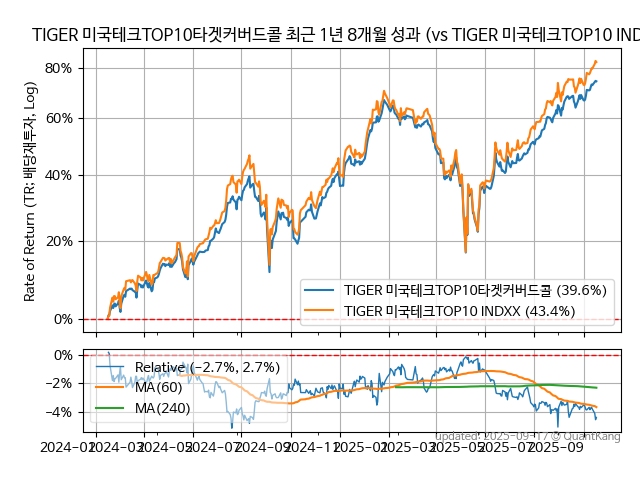 TIGER 미국테크TOP10타겟커버드콜 최근 1년 8개월 성과 (vs TIGER 미국테크TOP10 IND
Rate of Return (TR: 배당재투자, Log)
80%
60%
40%
20%
0%
TIGER 미국테크TOP10타겟커버드콜 (39.6%)
TIGER 미국테크TOP10 INDXX (43.4%)
0%
−2%
−4%
Relative (−2.7%, 2.7%)
MA(60)
MA(240)
2024-01 2024-03 2024-05 2024-07 2024-09 2024-11 2025-01 2025-03 2025-05 2025-07 2025-09
updated: 2025-09-17 © QuantKang